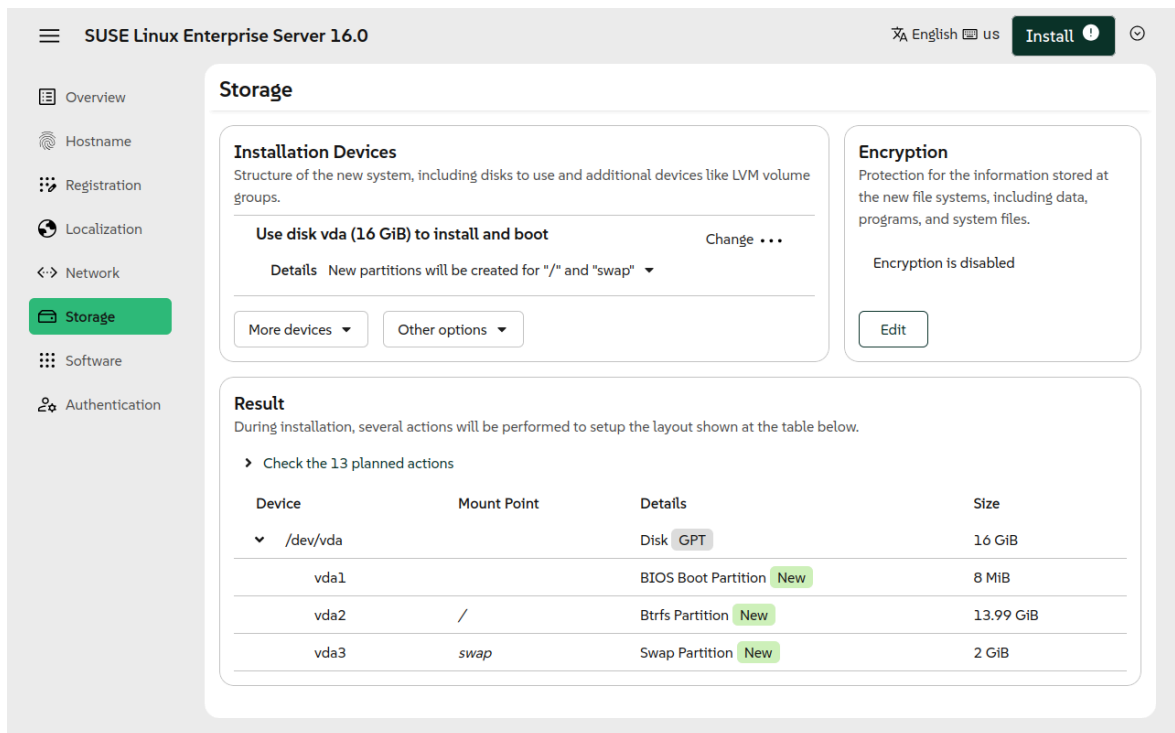 SUSE Linux Enterprise Server 16.0
English us
Install
Overview
Hostname
Registration
Localization
Network
Storage
Software
Authentication
Storage
Installation Devices
Structure of the new system, including disks to use and additional devices like LVM volume
groups.
Use disk vda (16 GiB) to install and boot
Change
Details New partitions will be created for "/" and "swap"
More devices
Other options
Encryption
Protection for the information stored at
the new file systems, including data,
programs, and system files.
Encryption is disabled
Edit
Result
During installation, several actions will be performed to setup the layout shown at the table below.
Check the 13 planned actions
Device Mount Point Details Size
/dev/vda Disk GPT 16 GiB
vda1 BIOS Boot Partition New 8 MiB
vda2 / Btrfs Partition New 13.99 GiB
vda3 swap Swap Partition New 2 GiB